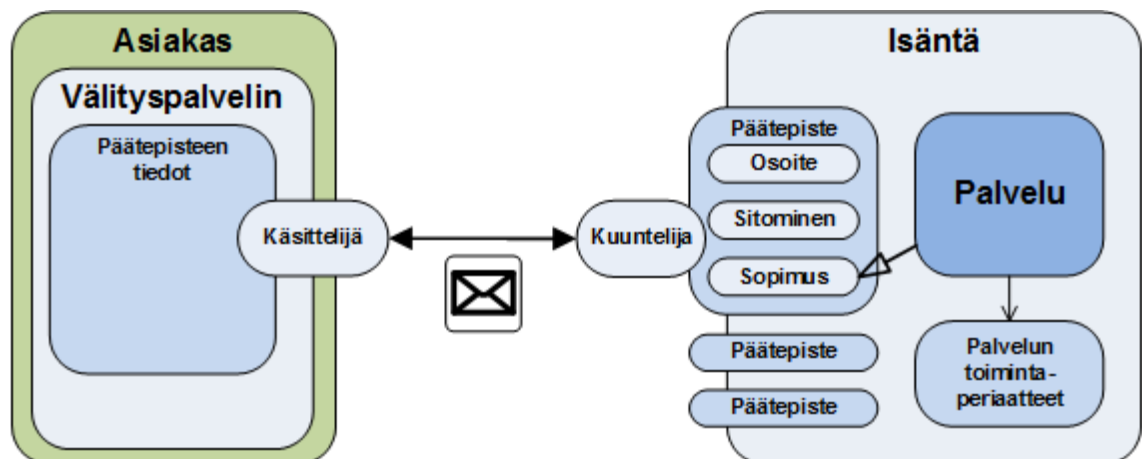 Asiakas
Välityspalvelin
Päätepisteen
tiedot
Käsittelijä
Kuuntelija
Isäntä
Päätepiste
Osoite
Sitominen
Sopimus
Päätepiste
Päätepiste
Palvelu
Palvelun
toiminta-
periaatteet